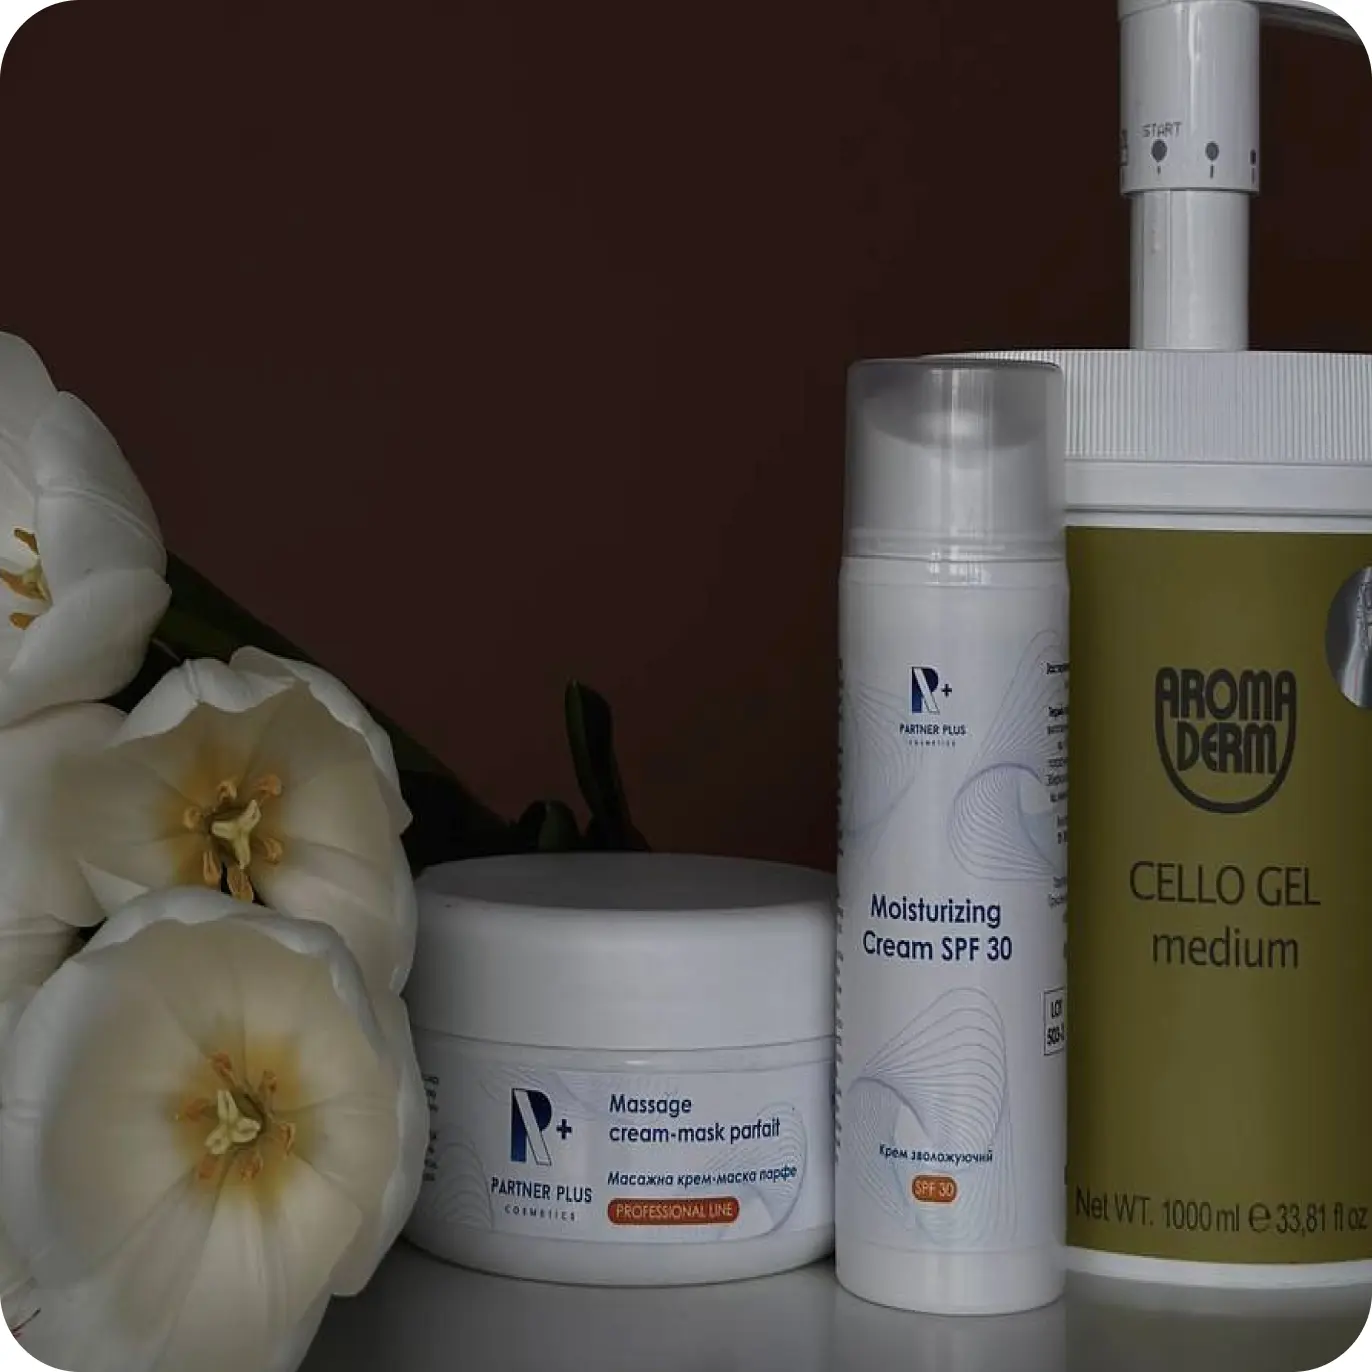 START
R+
PARTNER PLUS
COSMETICS
Massage
cream-mask parfait
Масажна крем-маска парфе
PROFESSIONAL LINE
R+
PARTNER PLUS
COSMETICS
Moisturizing
Cream SPF 30
Крем зволожуючий
SPF 30
LOT
AROMA
DERM
CELLO GEL
medium
Net WT. 1000 ml e 33,81 fl oz